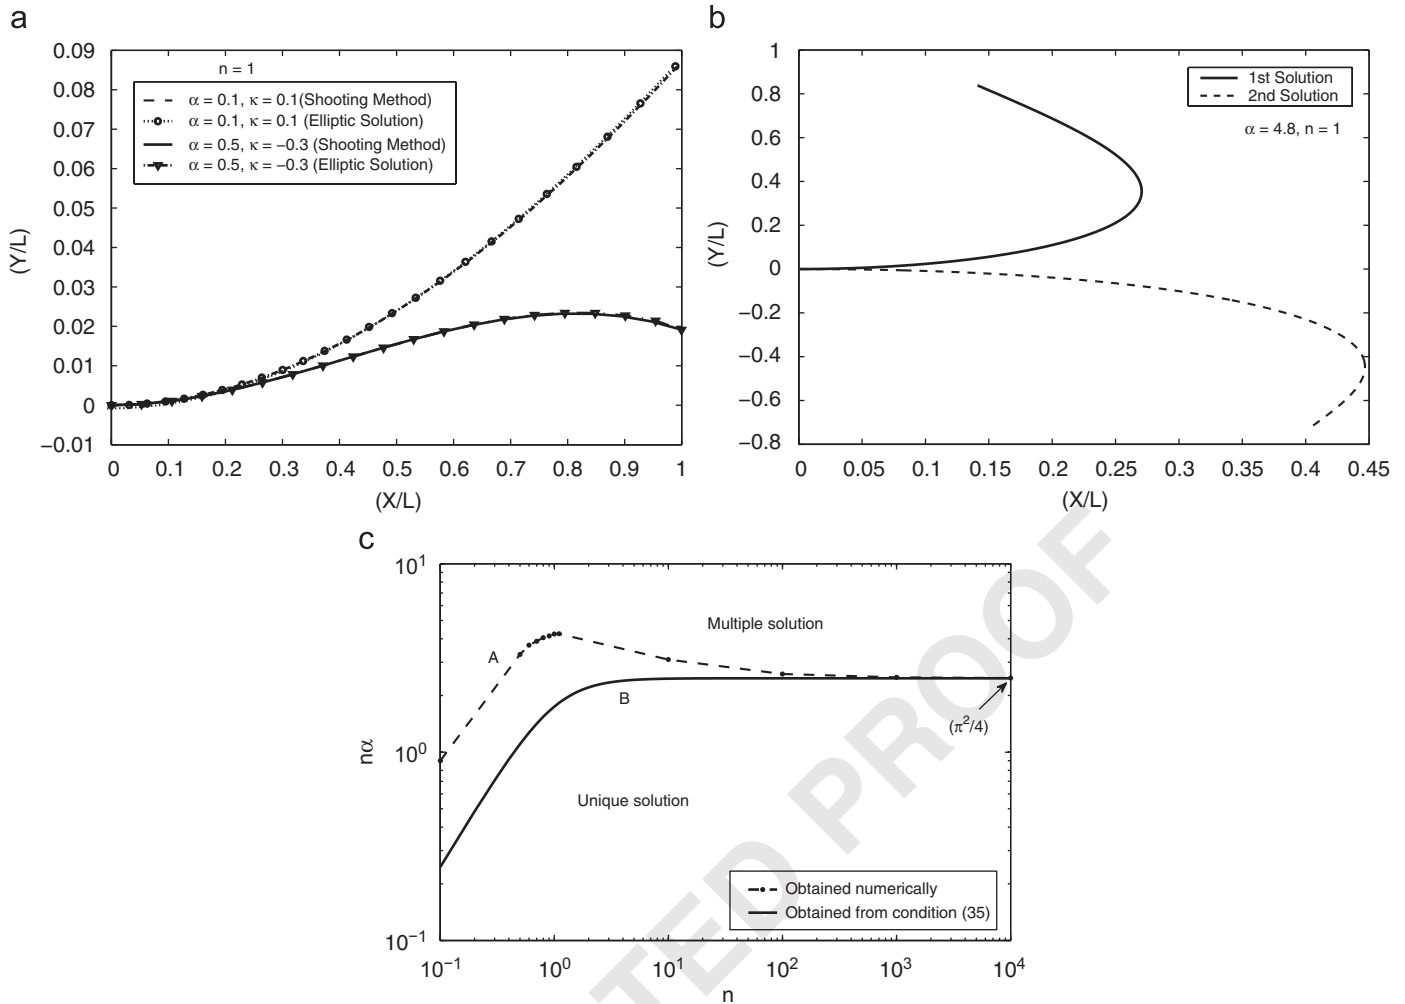 a
0.09
0.08
0.07
0.06
0.05
0.04
0.03
0.02
0.01
0
−0.01
(Y/L)
n = 1
α = 0.1, κ = 0.1(Shooting Method)
α = 0.1, κ = 0.1 (Elliptic Solution)
α = 0.5, κ = −0.3 (Shooting Method)
α = 0.5, κ = −0.3 (Elliptic Solution)
0 0.1 0.2 0.3 0.4 0.5 0.6 0.7 0.8 0.9 1
(X/L)
b
1
0.8
0.6
0.4
0.2
0
−0.2
−0.4
−0.6
−0.8
(Y/L)
1st Solution
2nd Solution
α = 4.8, n = 1
0 0.05 0.1 0.15 0.2 0.25 0.3 0.35 0.4 0.45
(X/L)
c
10¹
10⁰
10⁻¹
nα
Multiple solution
A
B
(π²/4)
Unique solution
Obtained numerically
Obtained from condition (35)
10⁻¹ 10⁰ 10¹ 10² 10³ 10⁴
n
TED PROOF